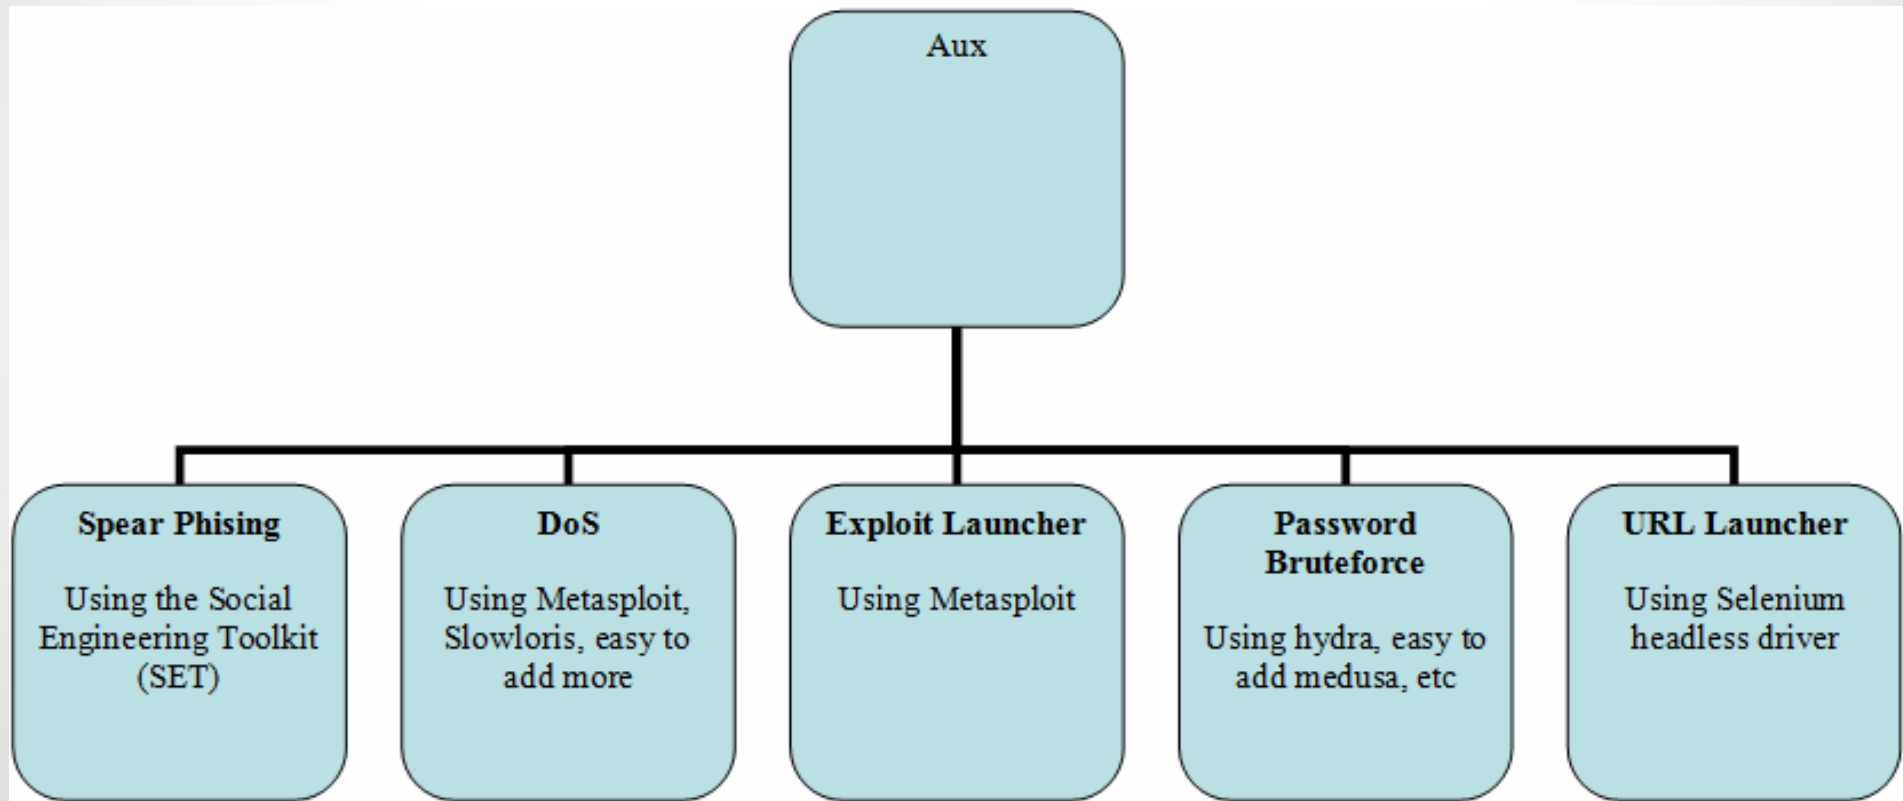 Aux
Spear Phising
Using the Social
Engineering Toolkit
(SET)
DoS
Using Metasploit,
Slowloris, easy to
add more
Exploit Launcher
Using Metasploit
Password
Bruteforce
Using hydra, easy to
add medusa, etc
URL Launcher
Using Selenium
headless driver